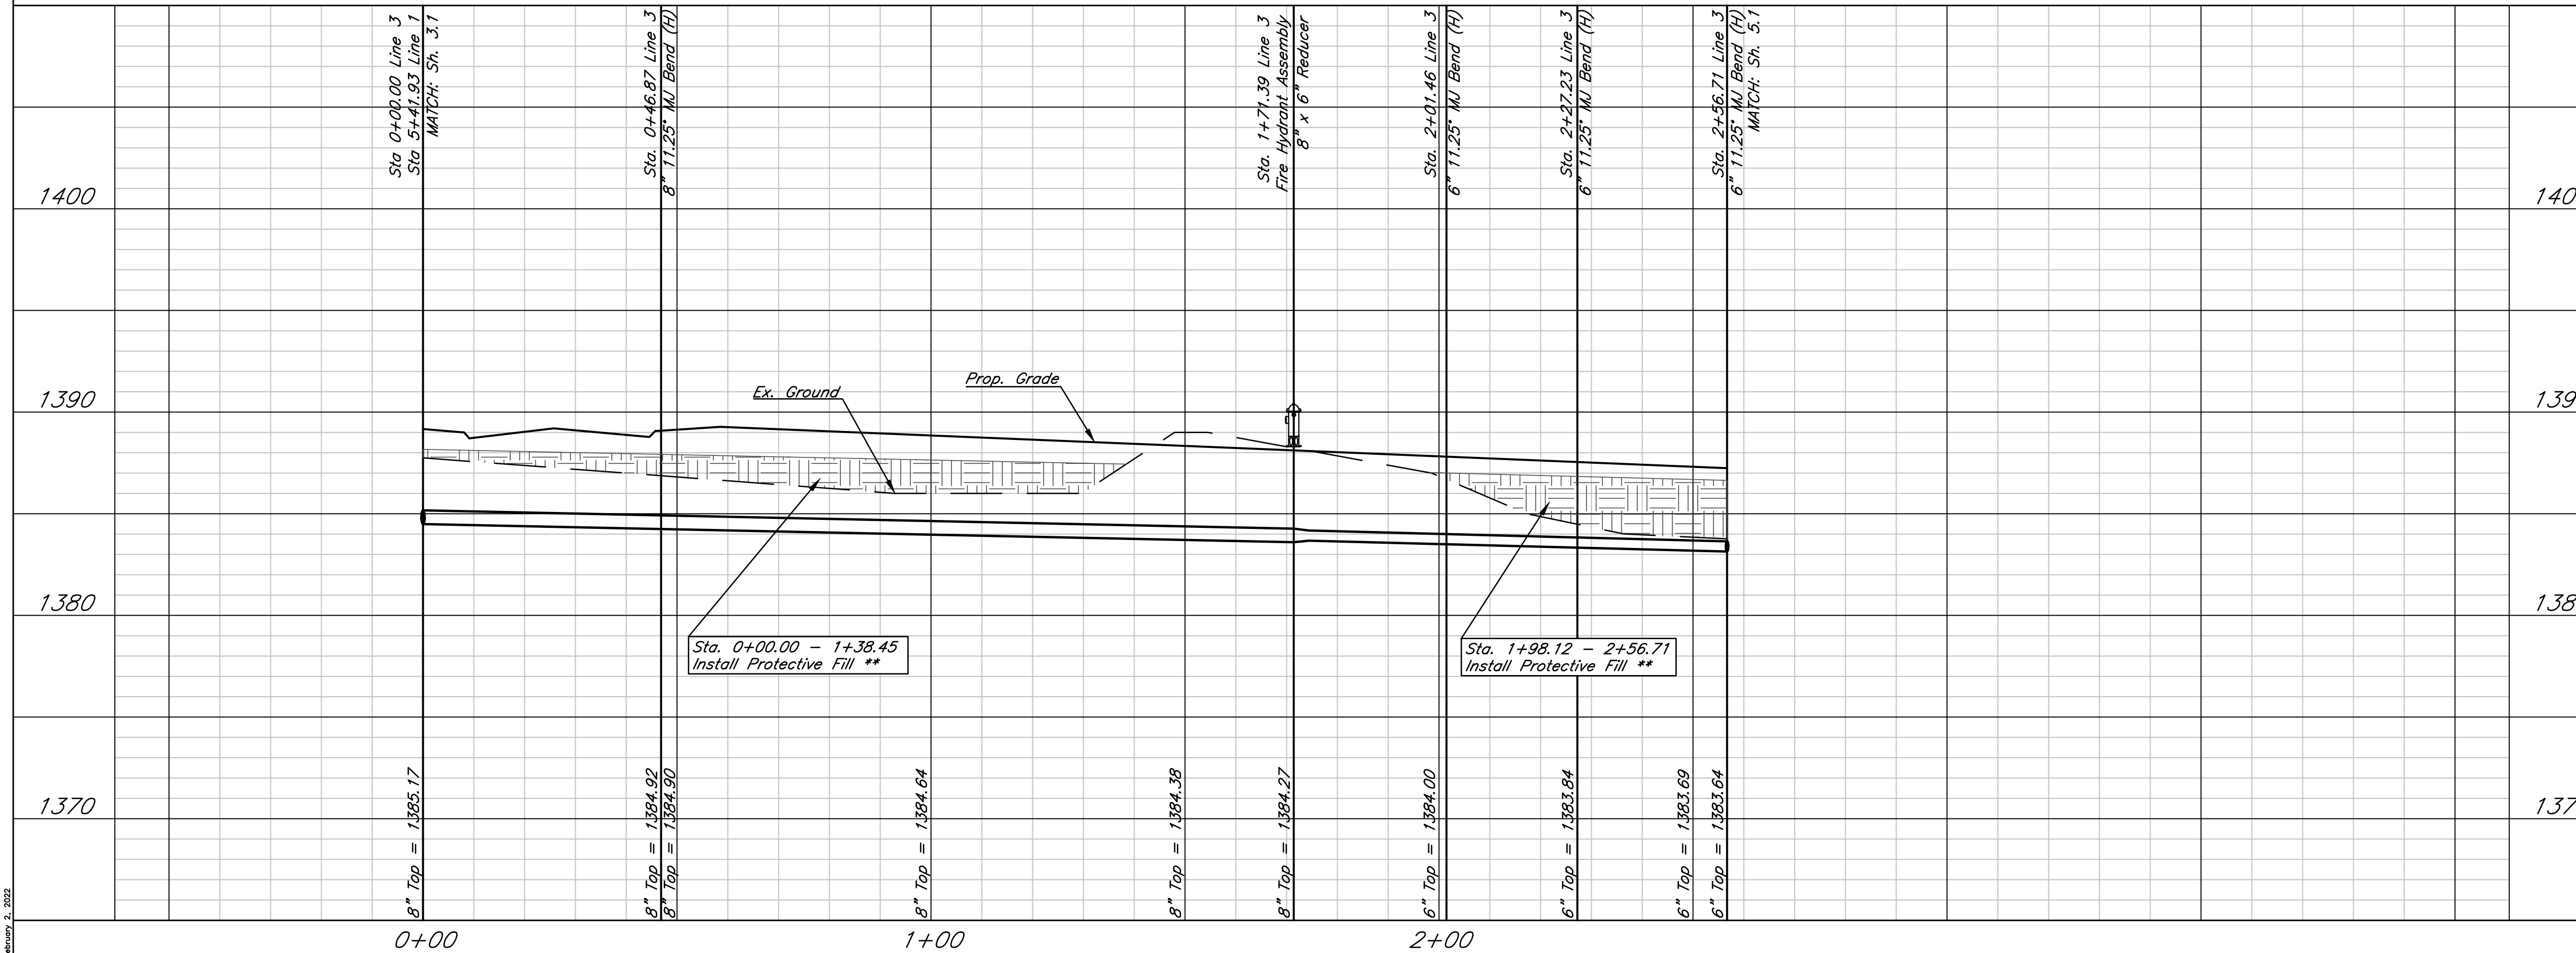 Sta 0+00.00 Line 3
Sta 5+41.93 Line 1
MATCH: Sh. 3.1
Sta. 0+46.87 Line 3
8" 11.25° MJ Bend (H)
Sta. 1+71.39 Line 3
Fire Hydrant Assembly
8" x 6" Reducer
Sta. 2+01.46 Line 3
6" 11.25° MJ Bend (H)
Sta. 2+27.23 Line 3
6" 11.25° MJ Bend (H)
Sta. 2+56.71 Line 3
6" 11.25° MJ Bend (H)
MATCH: Sh. 5.1
1400
140
1390
139
Ex. Ground
Prop. Grade
1380
138
Sta. 0+00.00 - 1+38.45
Install Protective Fill **
Sta. 1+98.12 - 2+56.71
Install Protective Fill **
1370
137
8" Top = 1385.17
8" Top = 1384.92
8" Top = 1384.90
8" Top = 1384.64
8" Top = 1384.38
8" Top = 1384.27
6" Top = 1384.00
6" Top = 1383.84
6" Top = 1383.69
6" Top = 1383.64
ebruary 2, 2022
0+00
1+00
2+00